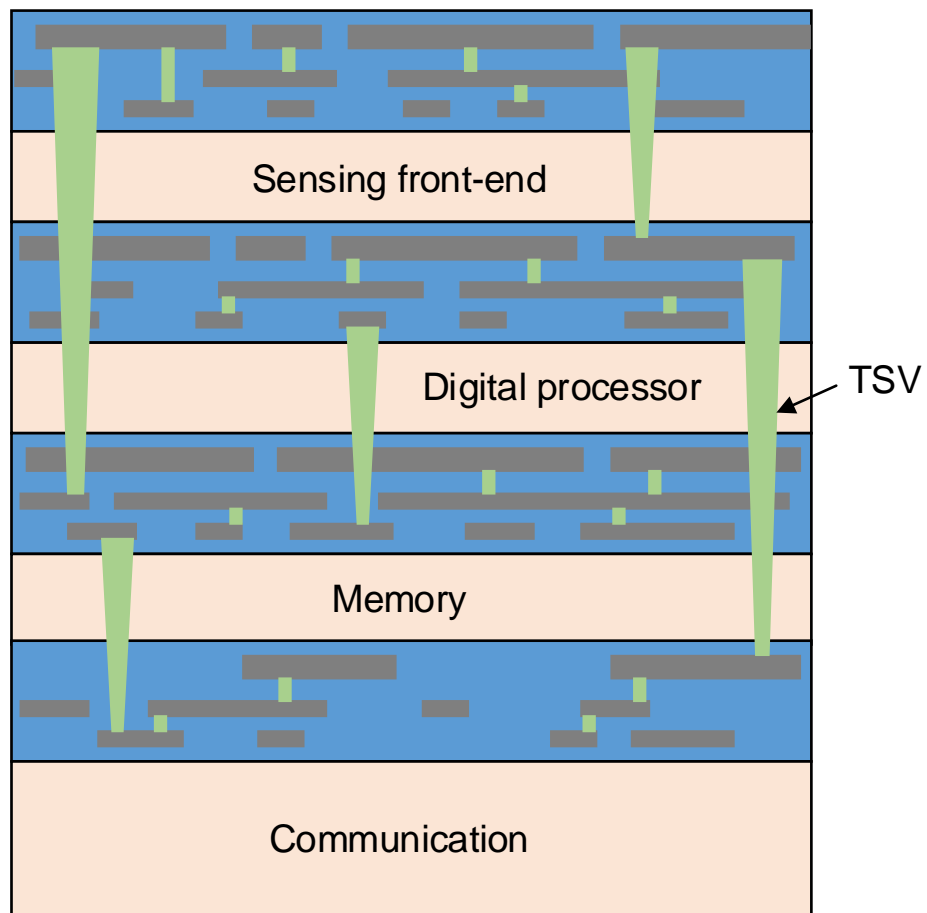 Sensing front-end
Digital processor
TSV
Memory
Communication